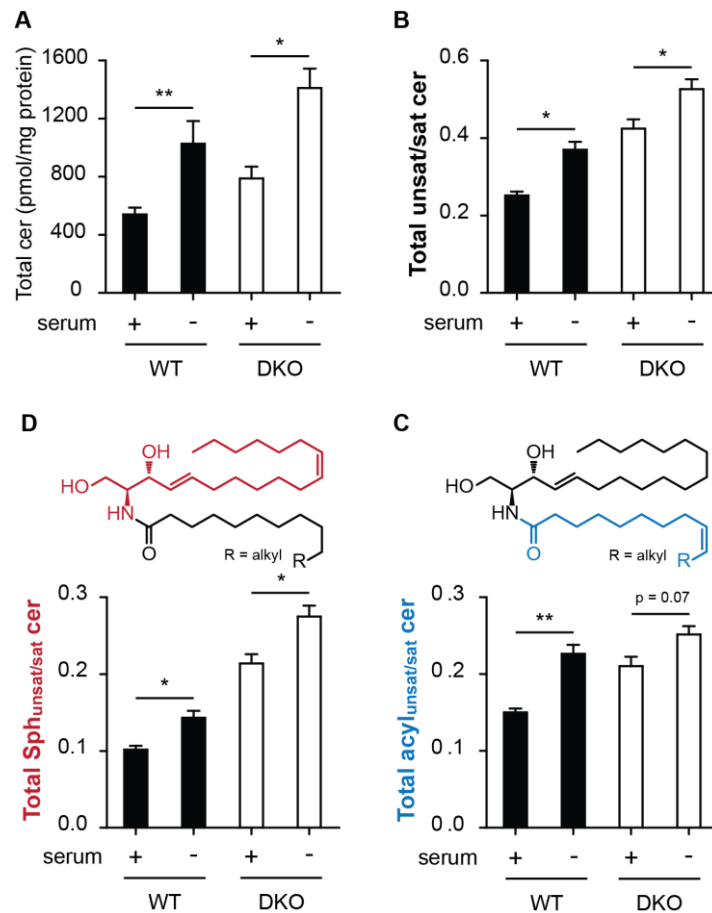 A
Total cer (pmol/mg protein)
1600
1200
800
400
0
**
*
serum + - + -
WT DKO
B
Total unsat/sat cer
0.6
0.4
0.2
0.0
*
*
serum + - + -
WT DKO
D
OH
HO
HN
O
R
R = alkyl
Total Sphunsat/sat cer
0.3
0.2
0.1
0.0
*
*
serum + - + -
WT DKO
C
OH
HO
HN
O
R
R = alkyl
Total acylunsat/sat cer
0.3
0.2
0.1
0.0
**
p = 0.07
serum + - + -
WT DKO